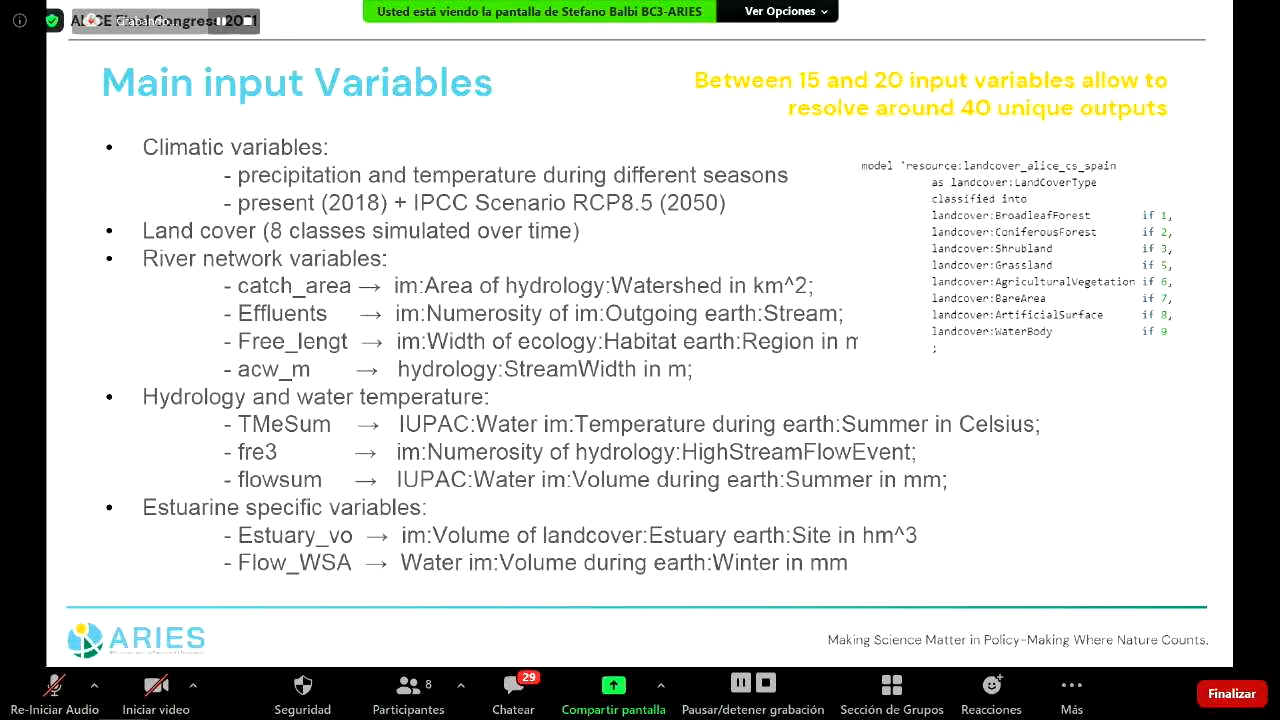 Usted está viendo la pantalla de Stefano Balbi BC3-ARIES
Ver Opciones
Grabando...
Main input Variables
Between 15 and 20 input variables allow to
resolve around 40 unique outputs
• Climatic variables:
- precipitation and temperature during different seasons
- present (2018) + IPCC Scenario RCP8.5 (2050)
• Land cover (8 classes simulated over time)
• River network variables:
- catch_area → im:Area of hydrology:Watershed in km^2;
- Effluents → im:Numerosity of im:Outgoing earth:Stream;
- Free_lengt → im:Width of ecology:Habitat earth:Region in m
- acw_m → hydrology:StreamWidth in m;
• Hydrology and water temperature:
- TMeSum → IUPAC:Water im:Temperature during earth:Summer in Celsius;
- fre3 → im:Numerosity of hydrology:HighStreamFlowEvent;
- flowsum → IUPAC:Water im:Volume during earth:Summer in mm;
• Estuarine specific variables:
- Estuary_vo → im:Volume of landcover:Estuary earth:Site in hm^3
- Flow_WSA → Water im:Volume during earth:Winter in mm
model 'resource:landcover_alice_cs_spain
as landcover:LandCoverType
classified into
landcover:BroadleafForest if 1,
landcover:ConiferousForest if 2,
landcover:Shrubland if 3,
landcover:Grassland if 5,
landcover:AgriculturalVegetation if 6,
landcover:BareArea if 7,
landcover:ArtificialSurface if 8,
landcover:WaterBody if 9
;
ARIES
Making Science Matter in Policy-Making Where Nature Counts.
Re-Iniciar Audio
Iniciar video
Seguridad
8
Participantes
29
Chatear
Compartir pantalla
Pausar/detener grabación
Sección de Grupos
Reacciones
Más
Finalizar